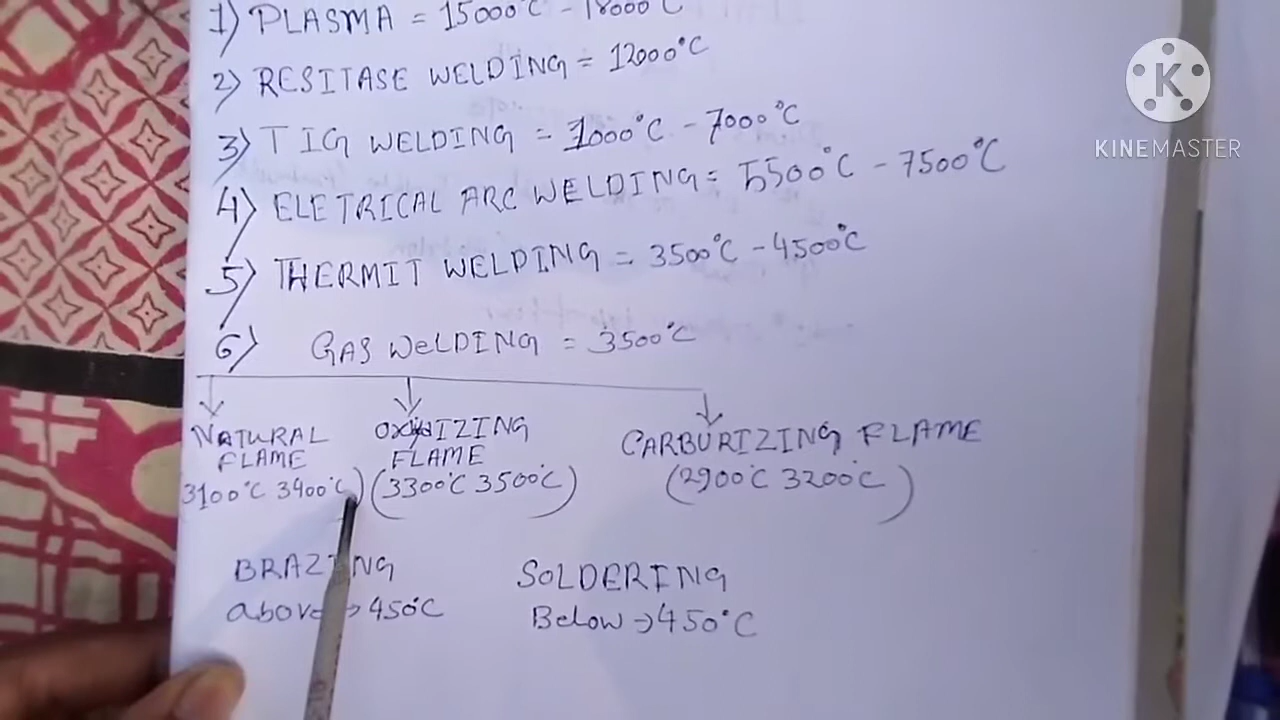 1) PLASMA = 15000°C - 18000°C
2) RESITASE WELDING = 12000°C
3) TIG WELDING = 7000°C - 7000°C
4) ELETRICAL ARC WELDING = 5500°C - 7500°C
5) THERMIT WELDING = 3500°C - 4500°C
6) GAS WELDING = 3500°C
NATURAL FLAME
(3100°C 3400°C)
OXIDIZING FLAME
(3300°C 3500°C)
CARBURIZING FLAME
(2900°C 3200°C)
BRAZING
above → 450°C
SOLDERING
Below → 450°C
K
KINEMASTER